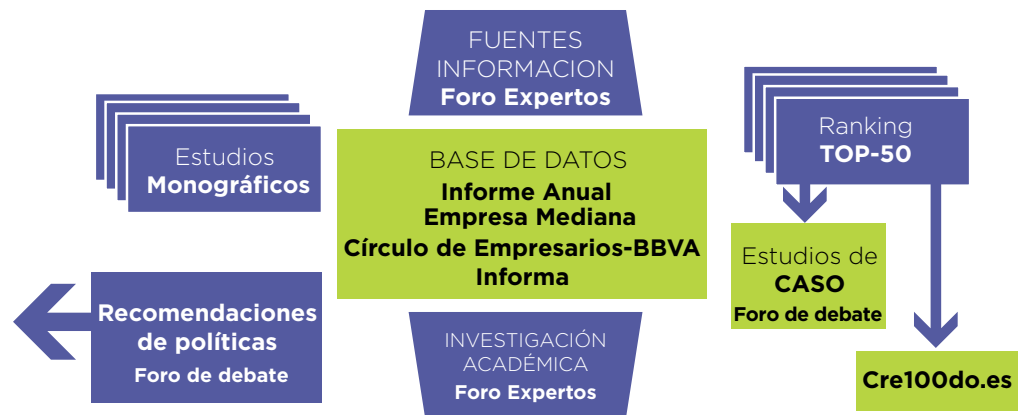 FUENTES
INFORMACION
Foro Expertos
Estudios
Monográficos
BASE DE DATOS
Informe Anual
Empresa Mediana
Círculo de Empresarios-BBVA
Informa
Ranking
TOP-50
Estudios de
CASO
Foro de debate
Recomendaciones
de políticas
Foro de debate
INVESTIGACIÓN
ACADÉMICA
Foro Expertos
Cre100do.es